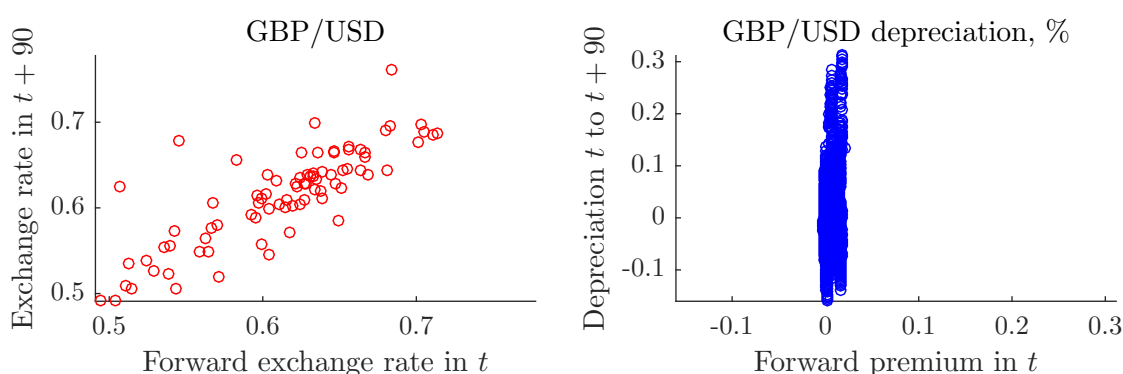 GBP/USD
Exchange rate in t + 90
0.7
0.6
0.5
0.5 0.6 0.7
Forward exchange rate in t
GBP/USD depreciation, %
Depreciation t to t + 90
0.3
0.2
0.1
0
-0.1
-0.1 0 0.1 0.2 0.3
Forward premium in t